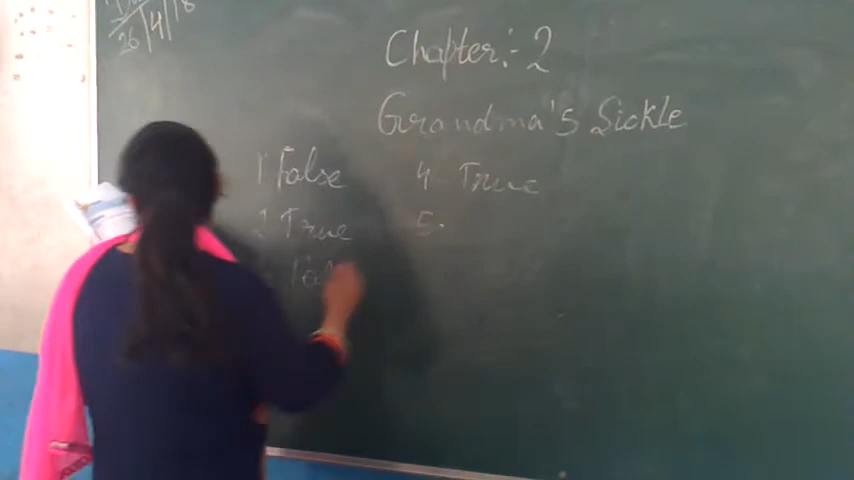 26/4/18
Chapter:- 2
Grandma's Sickle
1 False 4 True
2 True 5.